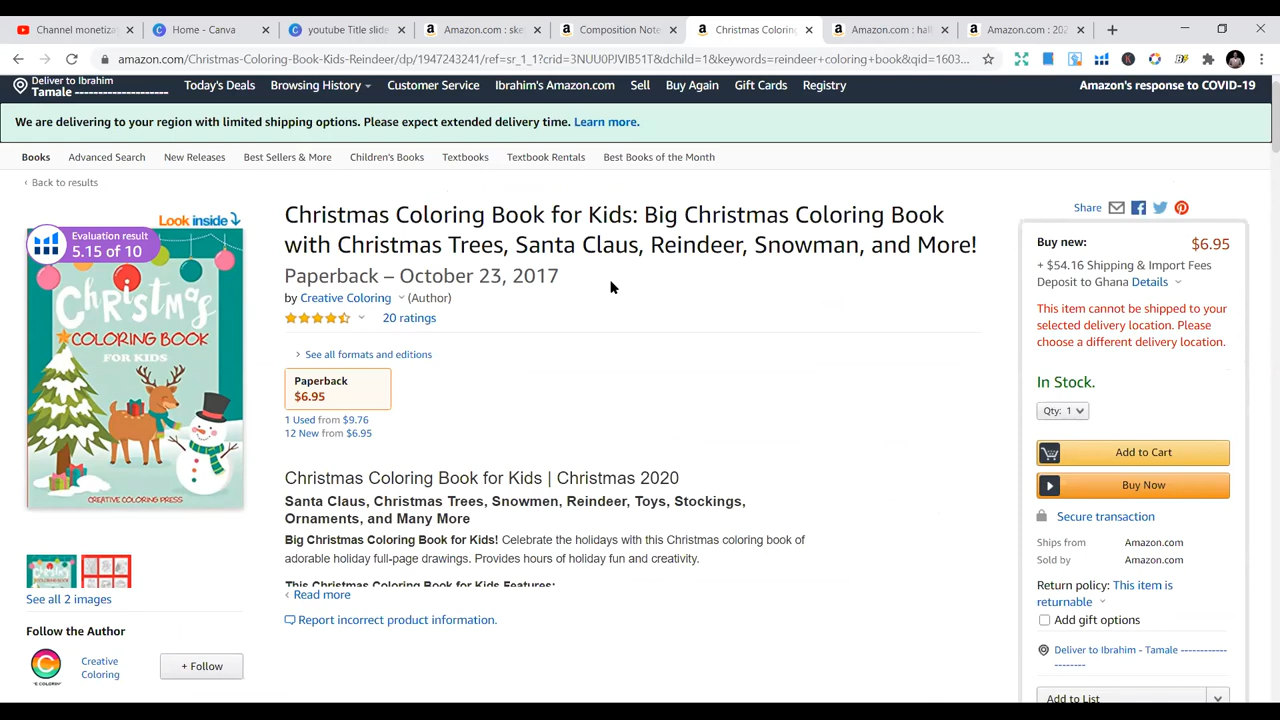 Channel monetiza
Home - Canva
youtube Title slide
Amazon.com : ske
Composition Note
Christmas Coloring
Amazon.com : hall
Amazon.com : 202
amazon.com/Christmas-Coloring-Book-Kids-Reindeer/dp/1947243241/ref=sr_1_1?crid=3NUU0PJVIB51T&dchild=1&keywords=reindeer+coloring+book&qid=1603...
Deliver to Ibrahim
Tamale --------------------
Today's Deals
Browsing History
Customer Service
Ibrahim's Amazon.com
Sell
Buy Again
Gift Cards
Registry
Amazon's response to COVID-19
We are delivering to your region with limited shipping options. Please expect extended delivery time. Learn more.
Books
Advanced Search
New Releases
Best Sellers & More
Children's Books
Textbooks
Textbook Rentals
Best Books of the Month
‹ Back to results
Look inside
Evaluation result
5.15 of 10
Christmas
COLORING BOOK
FOR KIDS
CREATIVE COLORING PRESS
See all 2 images
Follow the Author
Creative
Coloring
+ Follow
Christmas Coloring Book for Kids: Big Christmas Coloring Book
with Christmas Trees, Santa Claus, Reindeer, Snowman, and More!
Paperback – October 23, 2017
by Creative Coloring (Author)
20 ratings
› See all formats and editions
Paperback
$6.95
1 Used from $9.76
12 New from $6.95
Christmas Coloring Book for Kids | Christmas 2020
Santa Claus, Christmas Trees, Snowmen, Reindeer, Toys, Stockings,
Ornaments, and Many More
Big Christmas Coloring Book for Kids! Celebrate the holidays with this Christmas coloring book of
adorable holiday full-page drawings. Provides hours of holiday fun and creativity.
This Christmas Coloring Book for Kids Features:
‹ Read more
Report incorrect product information.
Share
Buy new:
$6.95
+ $54.16 Shipping & Import Fees
Deposit to Ghana Details
This item cannot be shipped to your
selected delivery location. Please
choose a different delivery location.
In Stock.
Qty: 1
Add to Cart
Buy Now
Secure transaction
Ships from Amazon.com
Sold by Amazon.com
Return policy: This item is
returnable
Add gift options
Deliver to Ibrahim - Tamale ----------
--------
Add to List